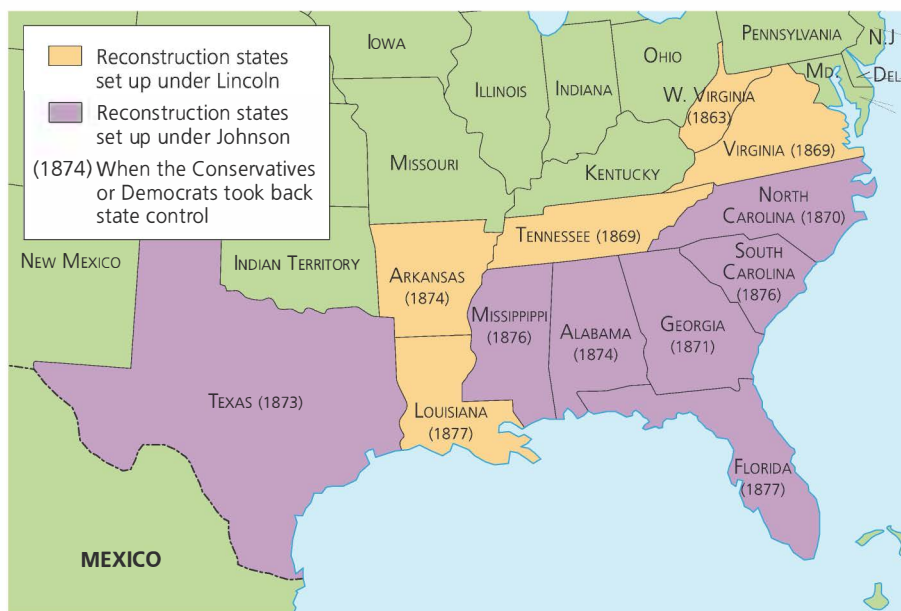 Reconstruction states
set up under Lincoln
Reconstruction states
set up under Johnson
(1874) When the Conservatives
or Democrats took back
state control
IOWA
ILLINOIS
INDIANA
OHIO
PENNSYLVANIA
N.J
MD.
DEL
W. VIRGINIA
(1863)
VIRGINIA (1869)
MISSOURI
KENTUCKY
NORTH
CAROLINA (1870)
TENNESSEE (1869)
SOUTH
CAROLINA
(1876)
NEW MEXICO
INDIAN TERRITORY
ARKANSAS
(1874)
MISSIPPIPPI
(1876)
ALABAMA
(1874)
GEORGIA
(1871)
TEXAS (1873)
LOUISIANA
(1877)
FLORIDA
(1877)
MEXICO